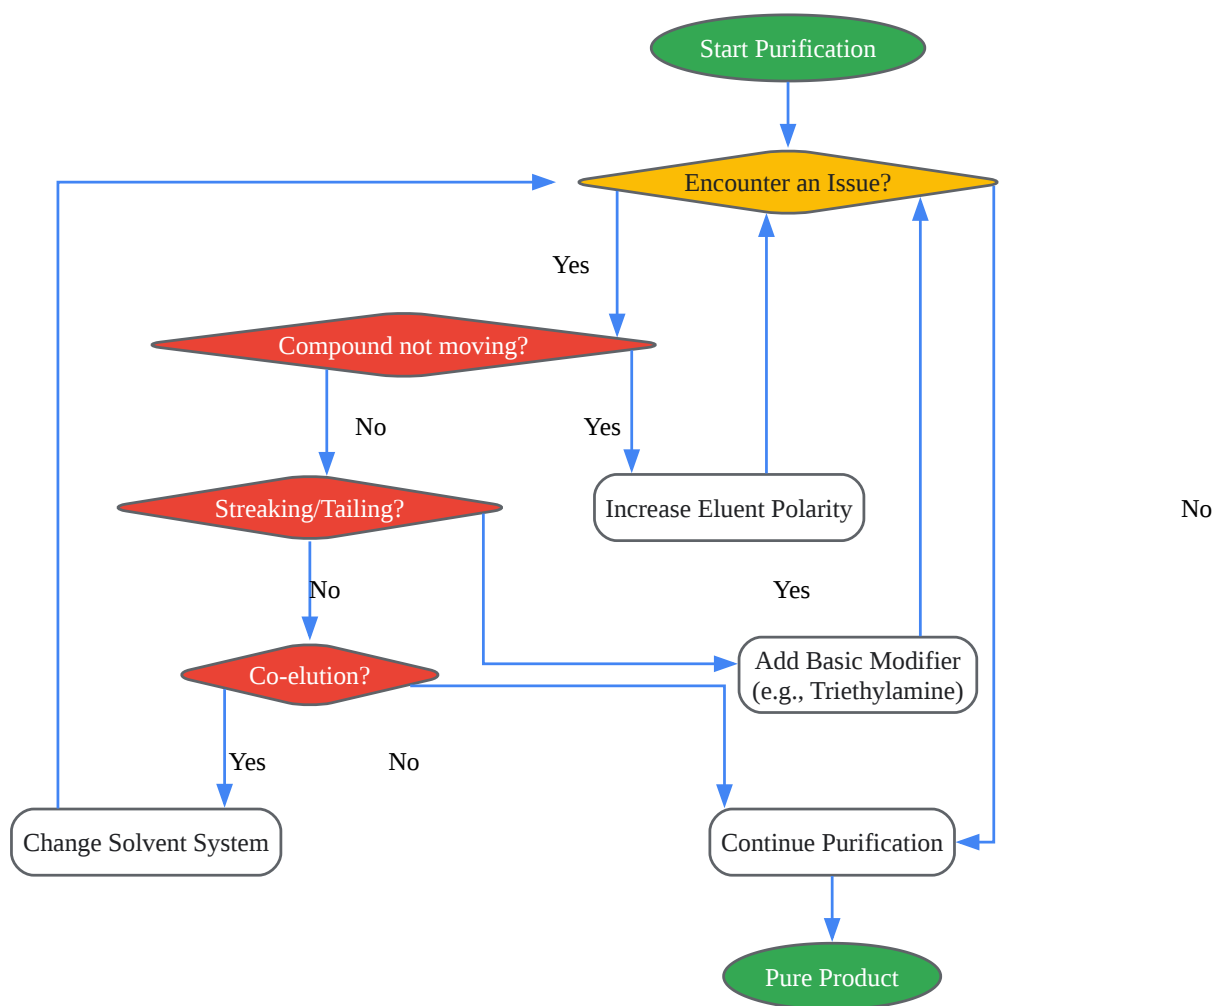 Start Purification
Encounter an Issue?
Yes
Compound not moving?
No
Yes
Streaking/Tailing?
Increase Eluent Polarity
No
No
Yes
Add Basic Modifier
(e.g., Triethylamine)
Co-elution?
Yes
No
Change Solvent System
Continue Purification
Pure Product